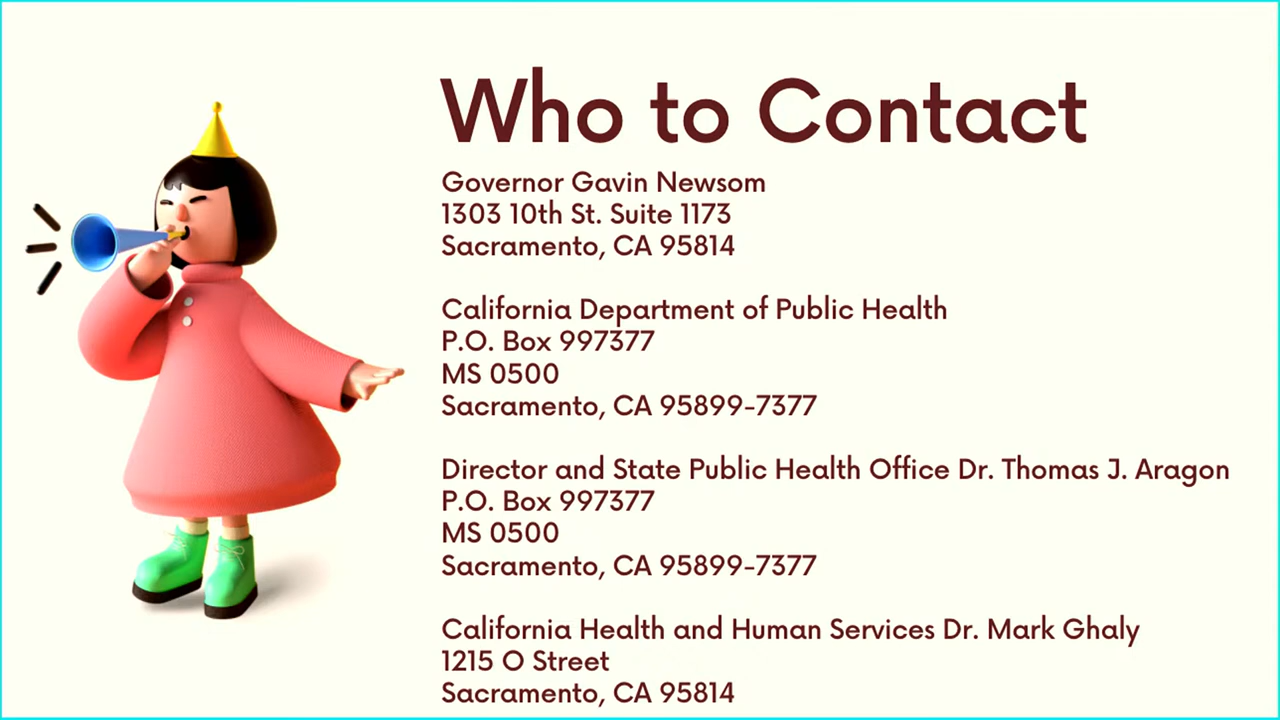 Who to Contact
Governor Gavin Newsom
1303 10th St. Suite 1173
Sacramento, CA 95814
California Department of Public Health
P.O. Box 997377
MS 0500
Sacramento, CA 95899-7377
Director and State Public Health Office Dr. Thomas J. Aragon
P.O. Box 997377
MS 0500
Sacramento, CA 95899-7377
California Health and Human Services Dr. Mark Ghaly
1215 O Street
Sacramento, CA 95814